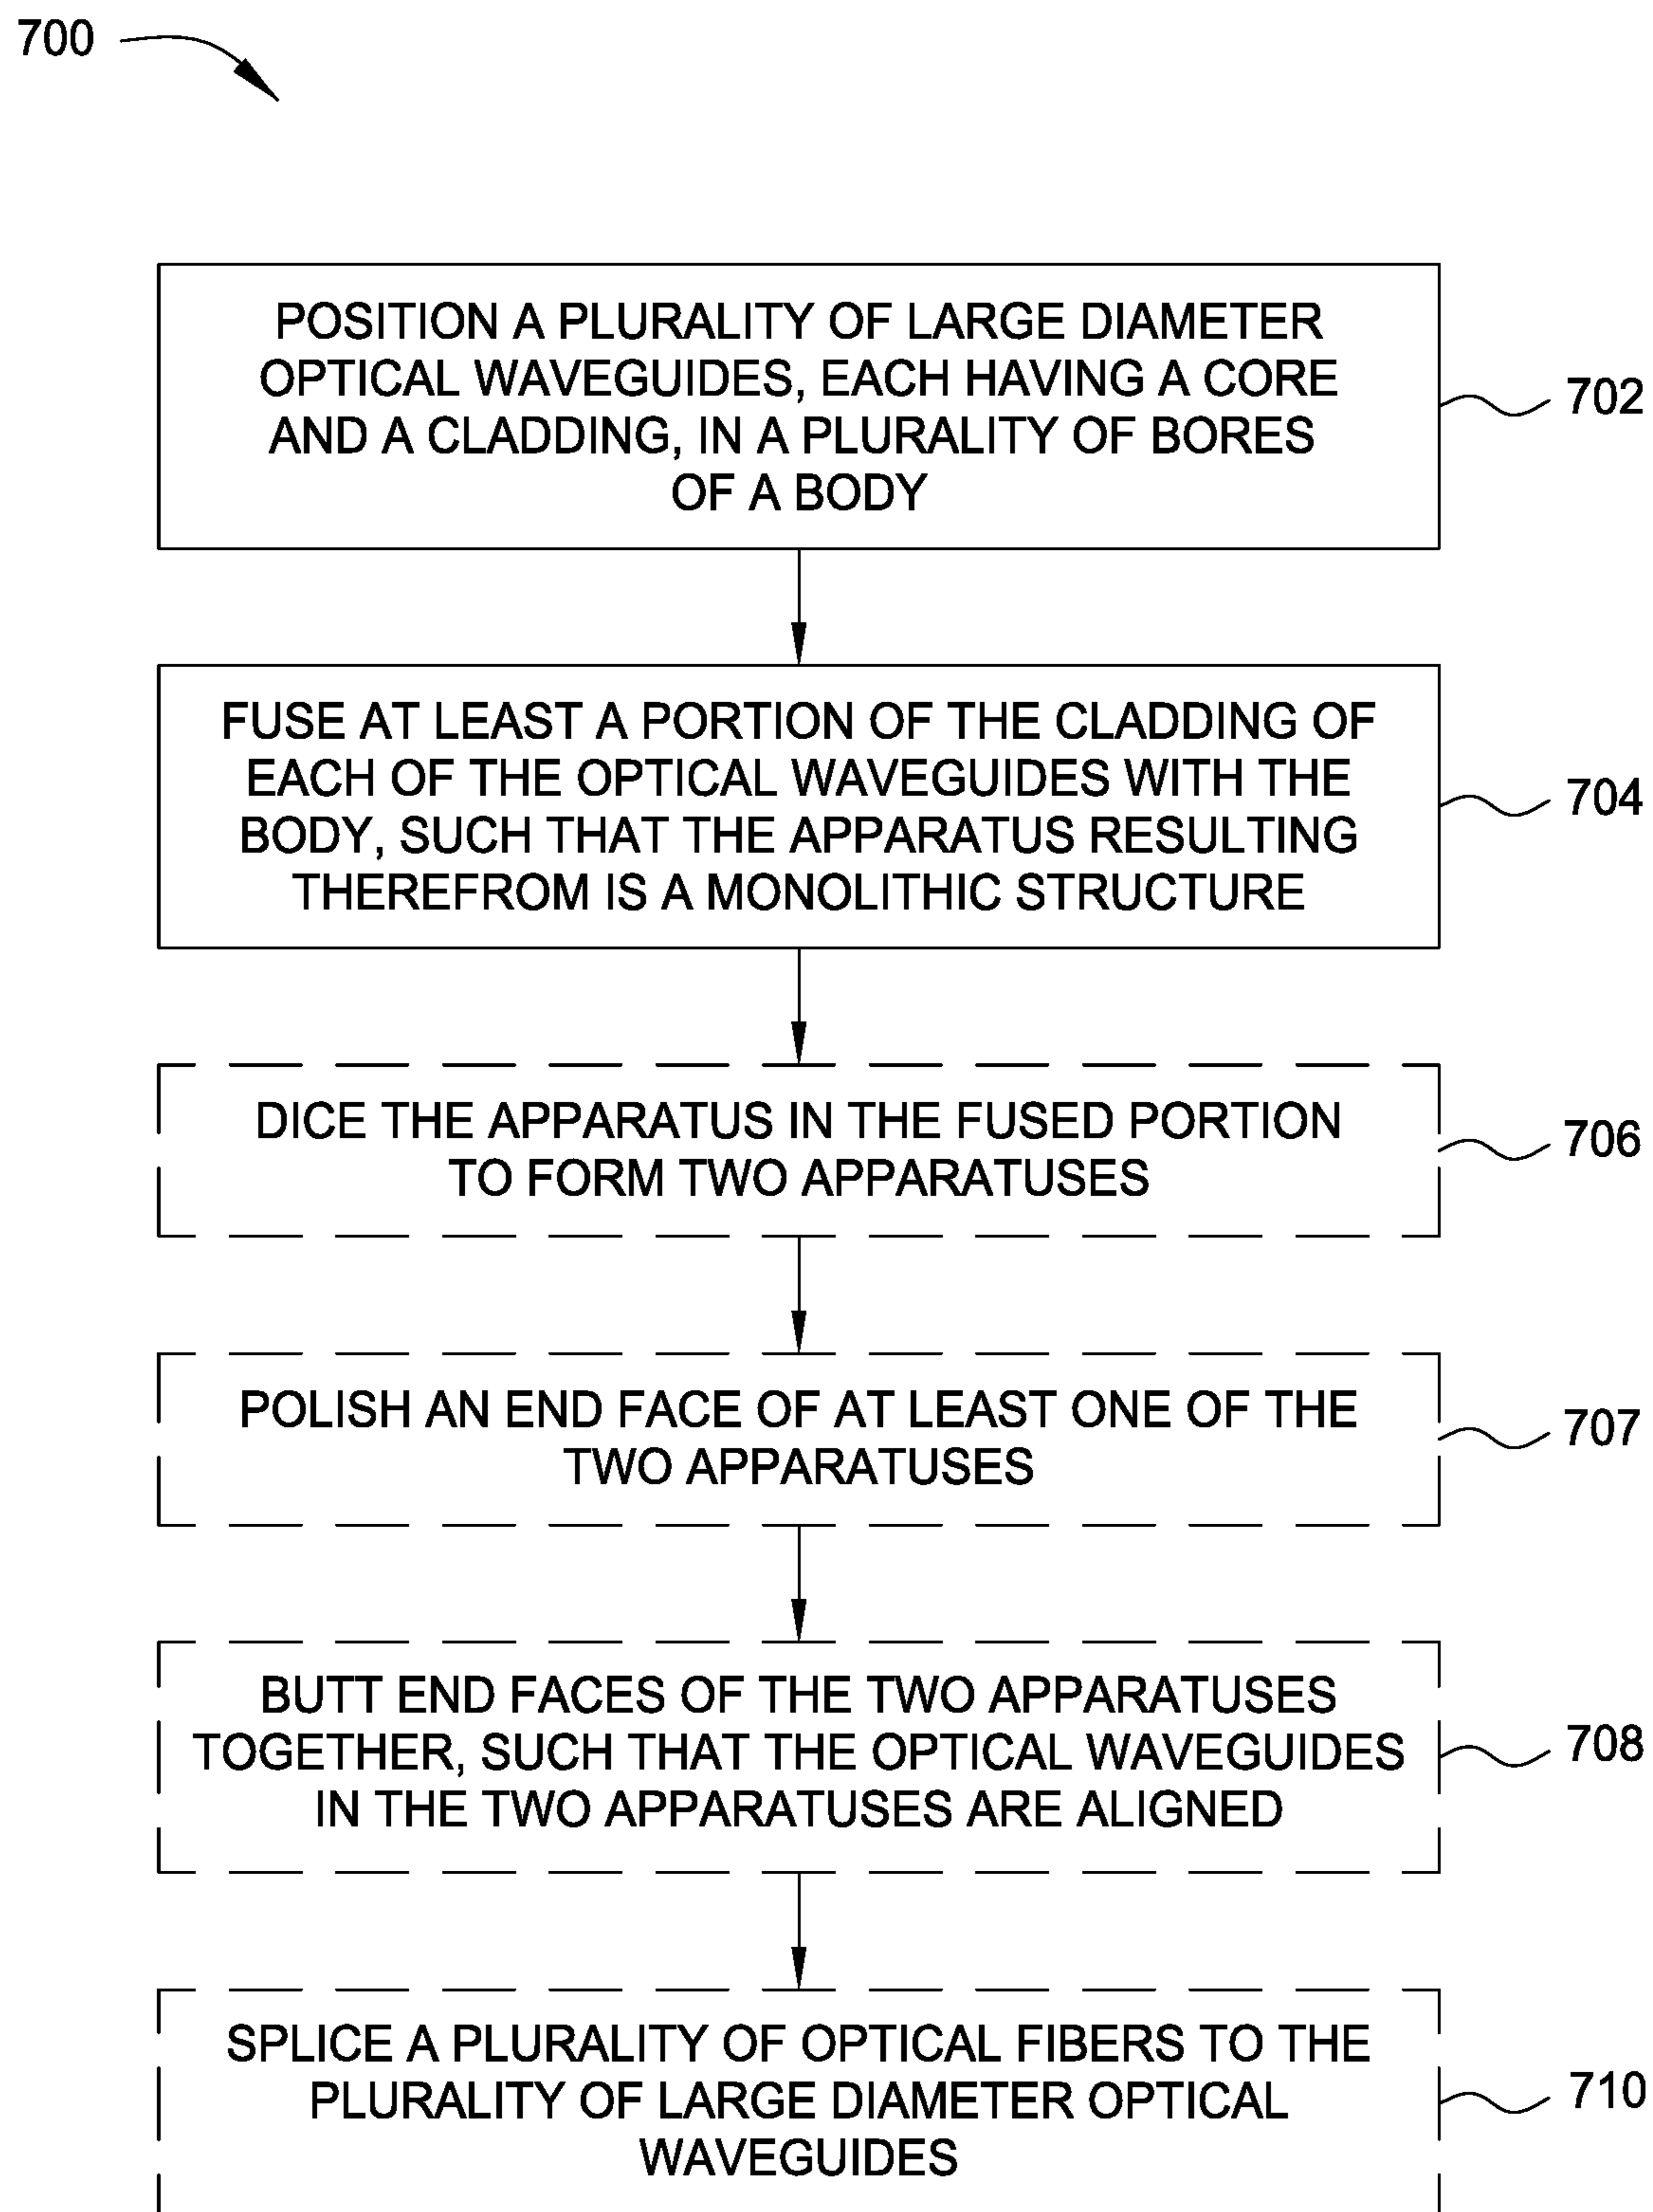 700
POSITION A PLURALITY OF LARGE DIAMETER
OPTICAL WAVEGUIDES, EACH HAVING A CORE
AND A CLADDING, IN A PLURALITY OF BORES
OF A BODY
702
FUSE AT LEAST A PORTION OF THE CLADDING OF
EACH OF THE OPTICAL WAVEGUIDES WITH THE
BODY, SUCH THAT THE APPARATUS RESULTING
THEREFROM IS A MONOLITHIC STRUCTURE
704
DICE THE APPARATUS IN THE FUSED PORTION
TO FORM TWO APPARATUSES
706
POLISH AN END FACE OF AT LEAST ONE OF THE
TWO APPARATUSES
707
BUTT END FACES OF THE TWO APPARATUSES
TOGETHER, SUCH THAT THE OPTICAL WAVEGUIDES
IN THE TWO APPARATUSES ARE ALIGNED
708
SPLICE A PLURALITY OF OPTICAL FIBERS TO THE
PLURALITY OF LARGE DIAMETER OPTICAL
WAVEGUIDES
710